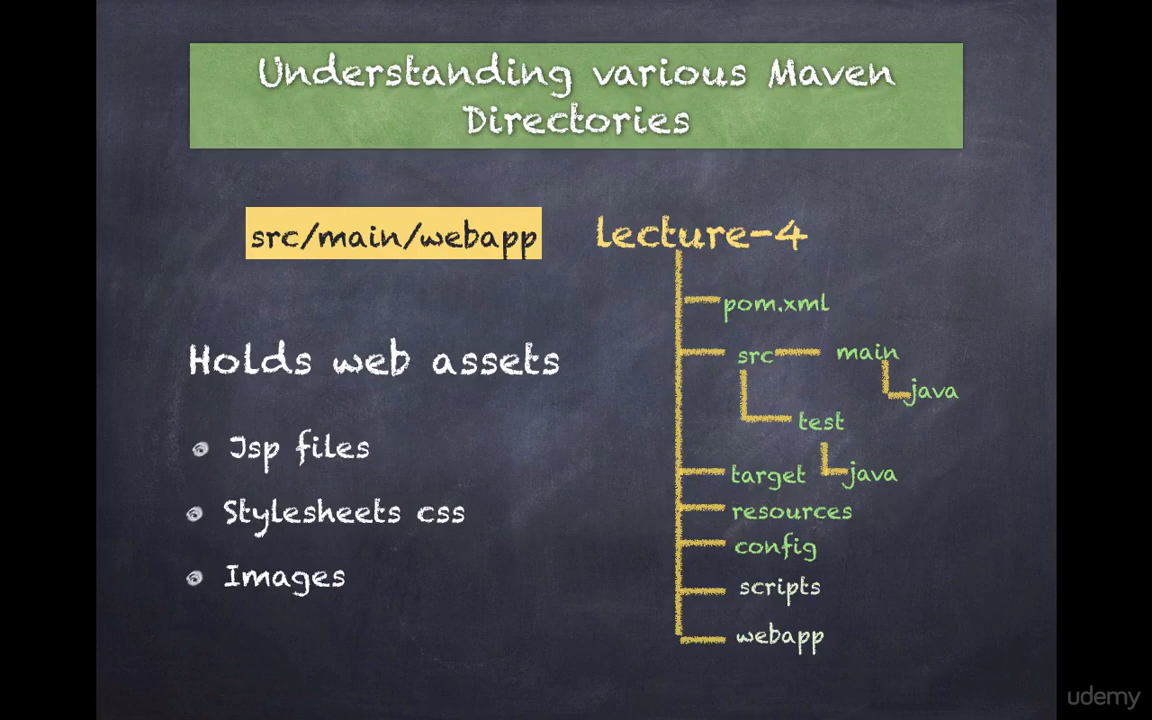 Understanding various Maven
Directories
src/main/webapp
Holds web assets
Jsp files
Stylesheets css
Images
lecture-4
pom.xml
src
main
java
test
java
target
resources
config
scripts
webapp
udemy